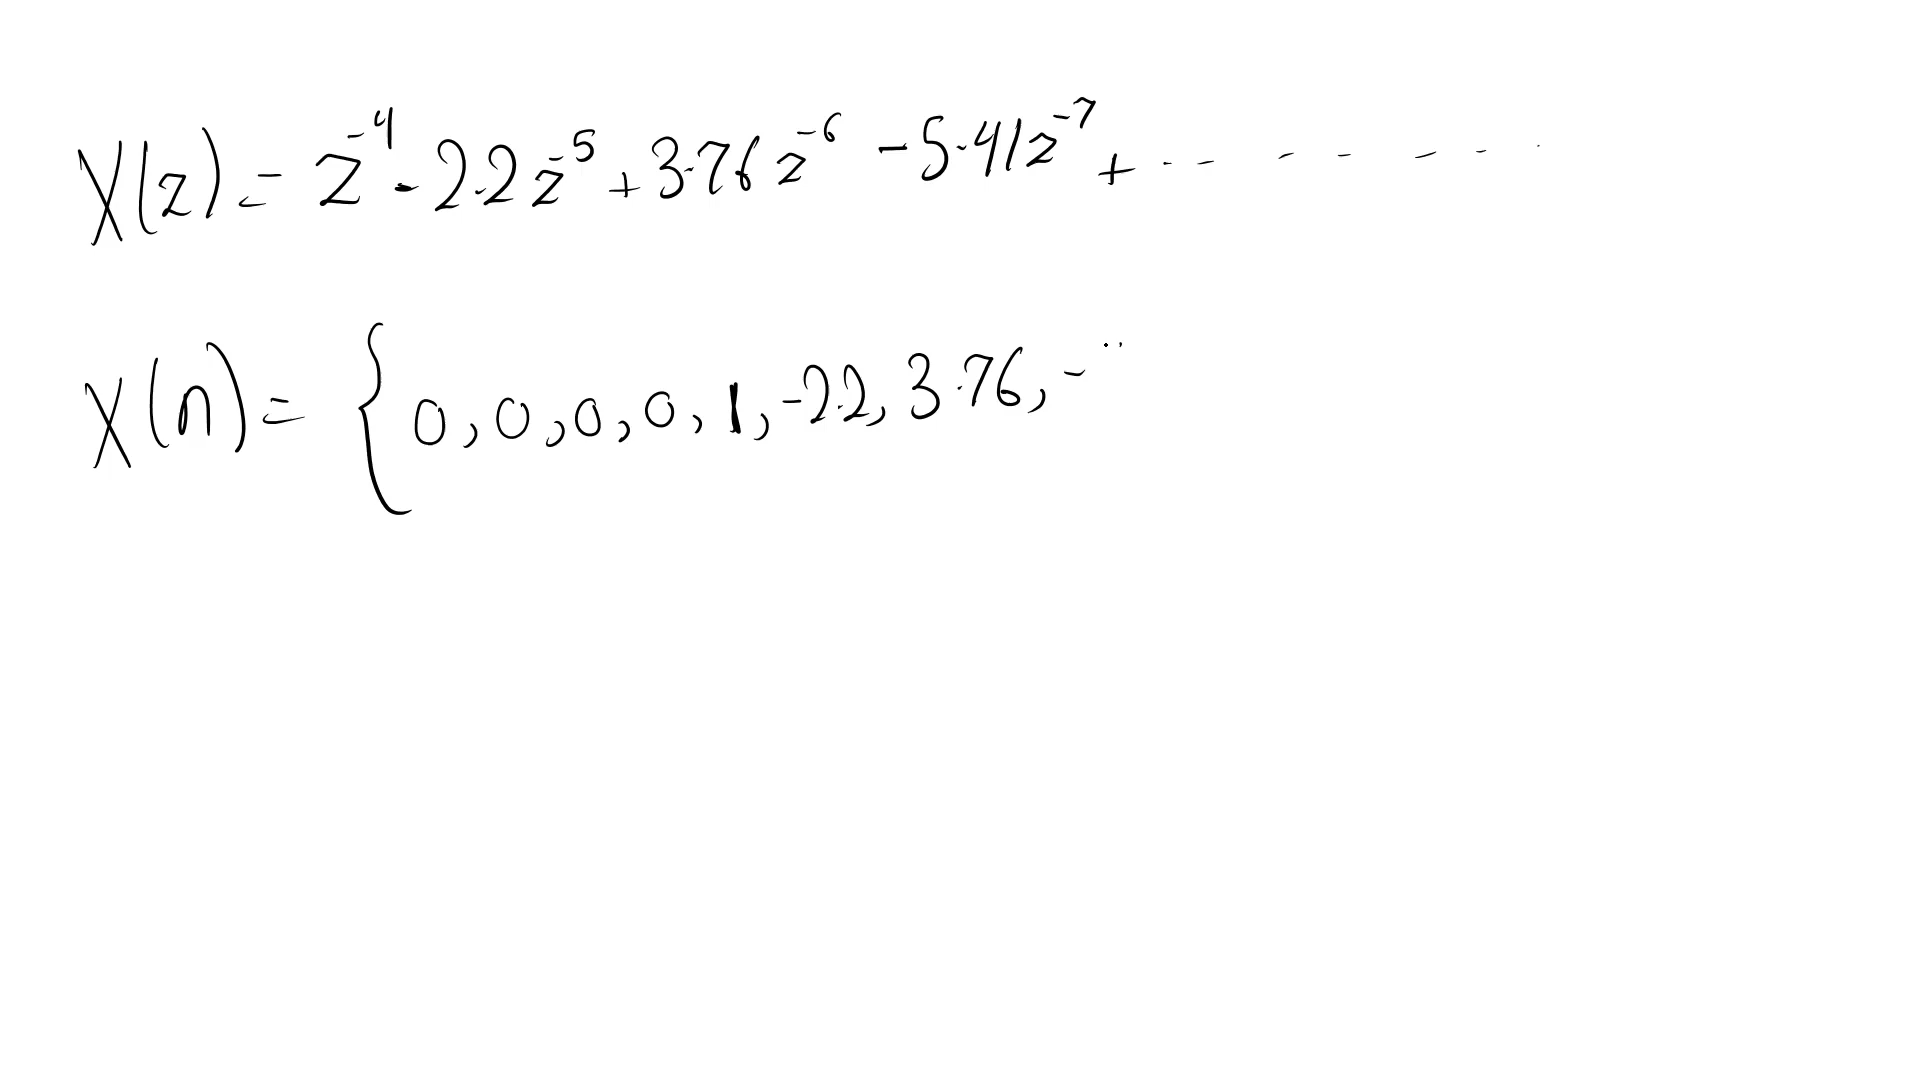 X(z) = z⁻⁴ - 2.2z⁻⁵ + 3.76z⁻⁶ - 5.41z⁻⁷ + .- - - - - .
X(n) = { 0, 0, 0, 0, 1, -2.2, 3.76, - ..